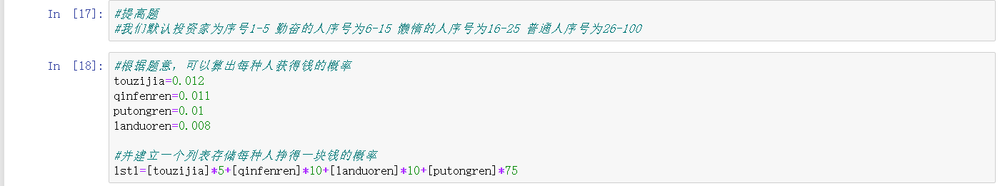 In [17]:
#提高题
#我们默认投资家为序号1-5 勤奋的人序号为6-15 懒惰的人序号为16-25 普通人序号为26-100
In [18]:
#根据题意，可以算出每种人获得钱的概率
touzijia=0.012
qinfenren=0.011
putongren=0.01
landuoren=0.008
#并建立一个列表存储每种人挣得一块钱的概率
lst1=[touzijia]*5+[qinfenren]*10+[landuoren]*10+[putongren]*75